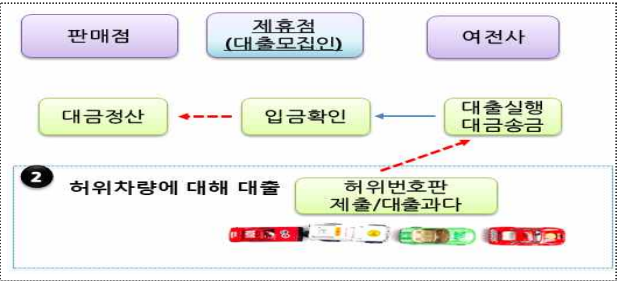 판매점
제휴점
(대출모집인)
여전사
대금정산
입금확인
대출실행
대금송금
2
허위차량에 대해 대출
허위번호판
제출/대출과다